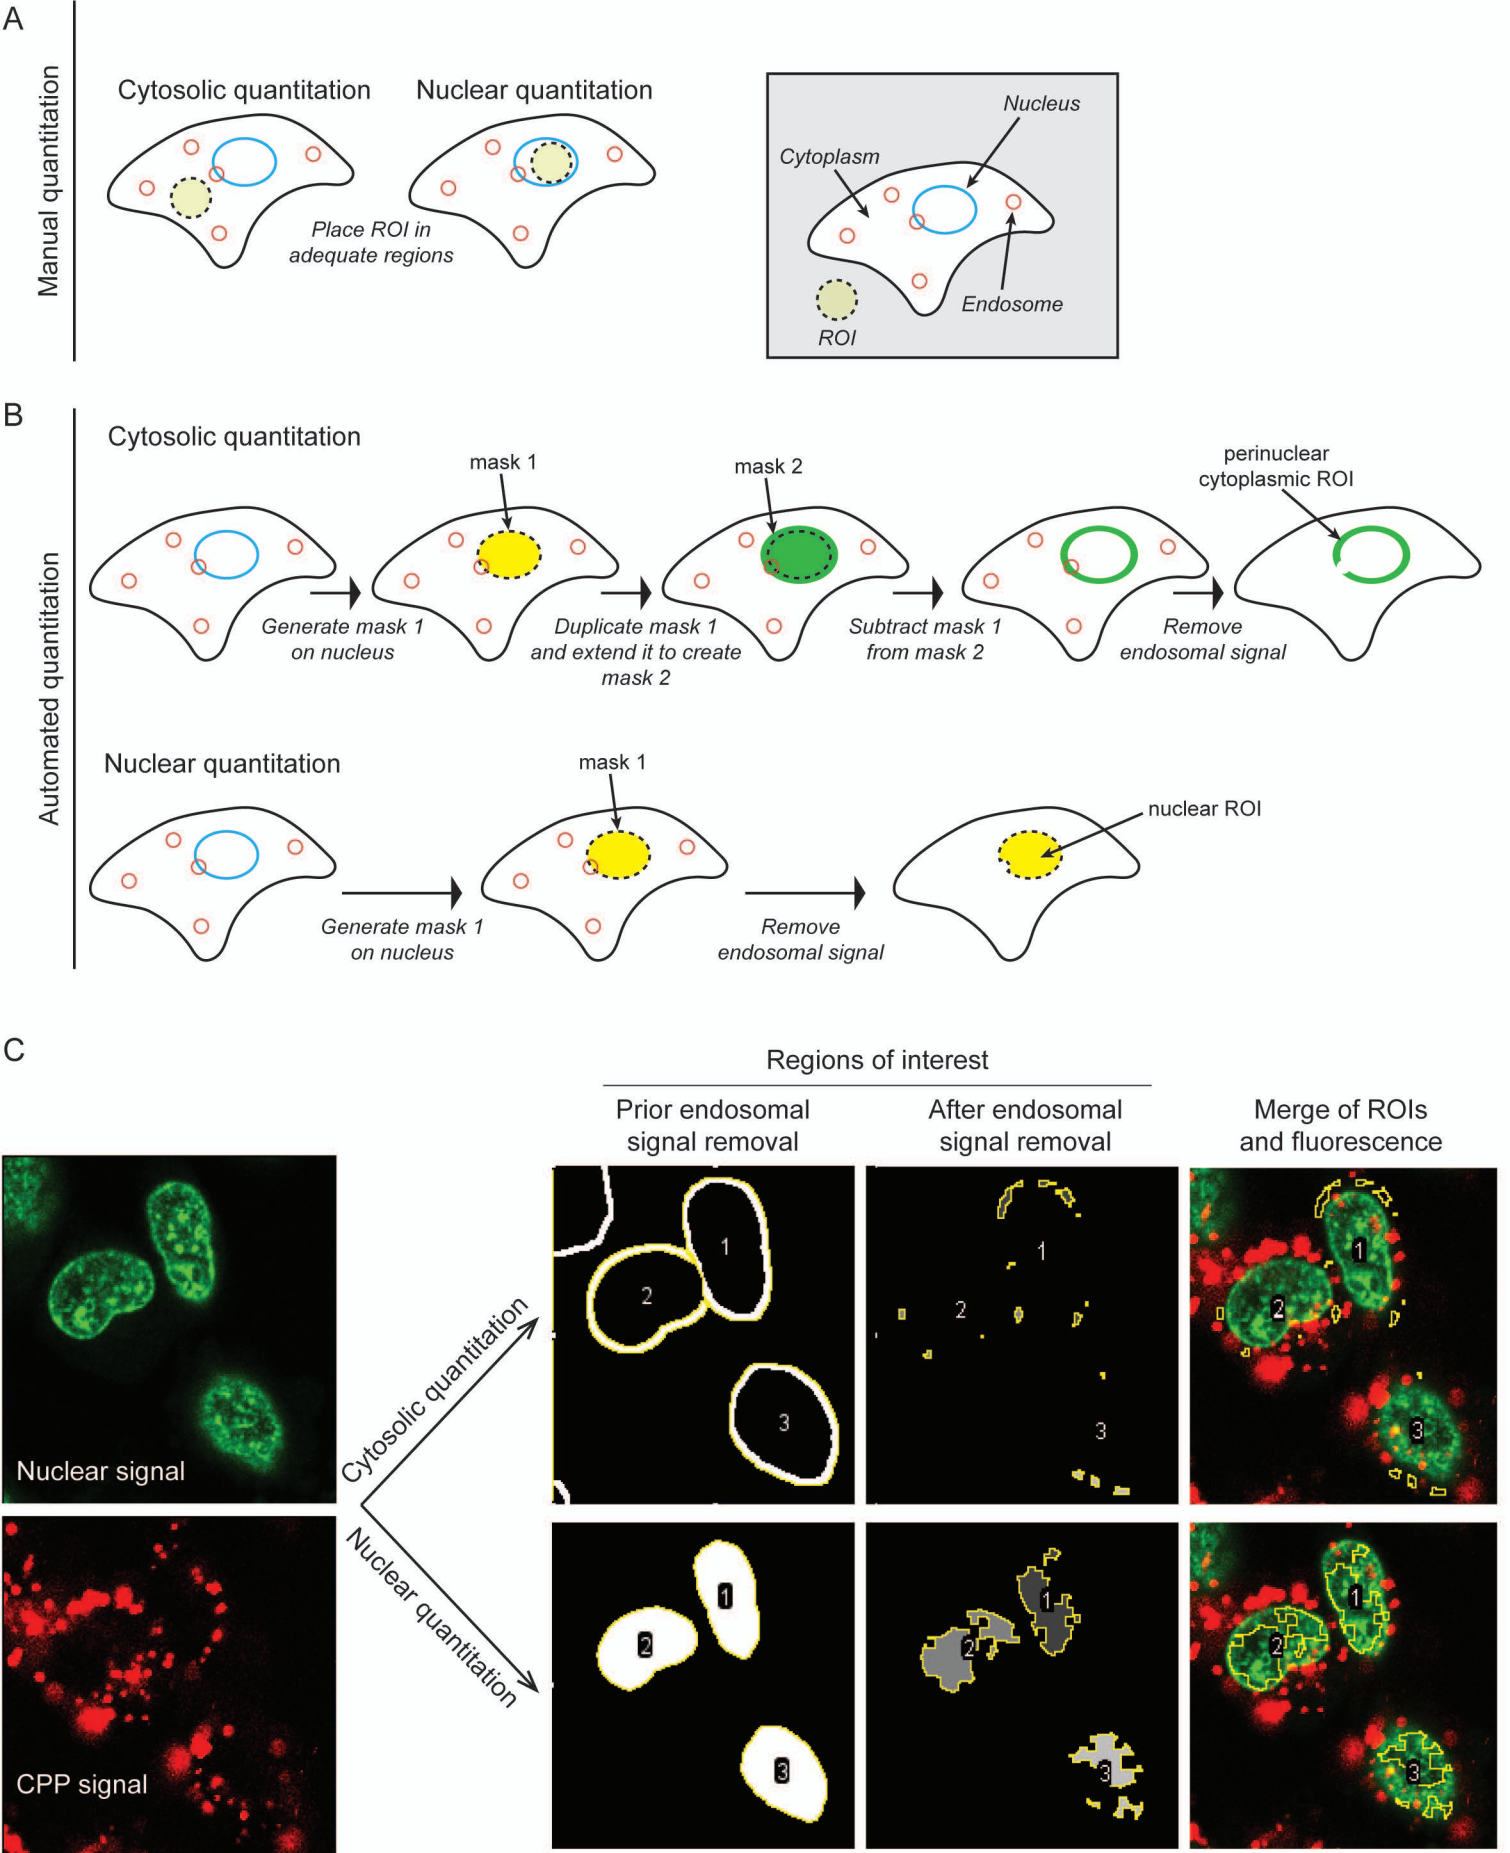 A
Manual quantitation
Cytosolic quantitation
Nuclear quantitation
Place ROI in
adequate regions
Nucleus
Cytoplasm
Endosome
ROI
B
Automated quantitation
Cytosolic quantitation
mask 1
mask 2
perinuclear
cytoplasmic ROI
Generate mask 1
on nucleus
Duplicate mask 1
and extend it to create
mask 2
Subtract mask 1
from mask 2
Remove
endosomal signal
Nuclear quantitation
mask 1
nuclear ROI
Generate mask 1
on nucleus
Remove
endosomal signal
C
Regions of interest
Prior endosomal
signal removal
After endosomal
signal removal
Merge of ROIs
and fluorescence
Nuclear signal
CPP signal
Cytosolic quantitation
Nuclear quantitation
1
2
3
1
2
3
1
2
3
1
2
3
1
2
3
1
2
3